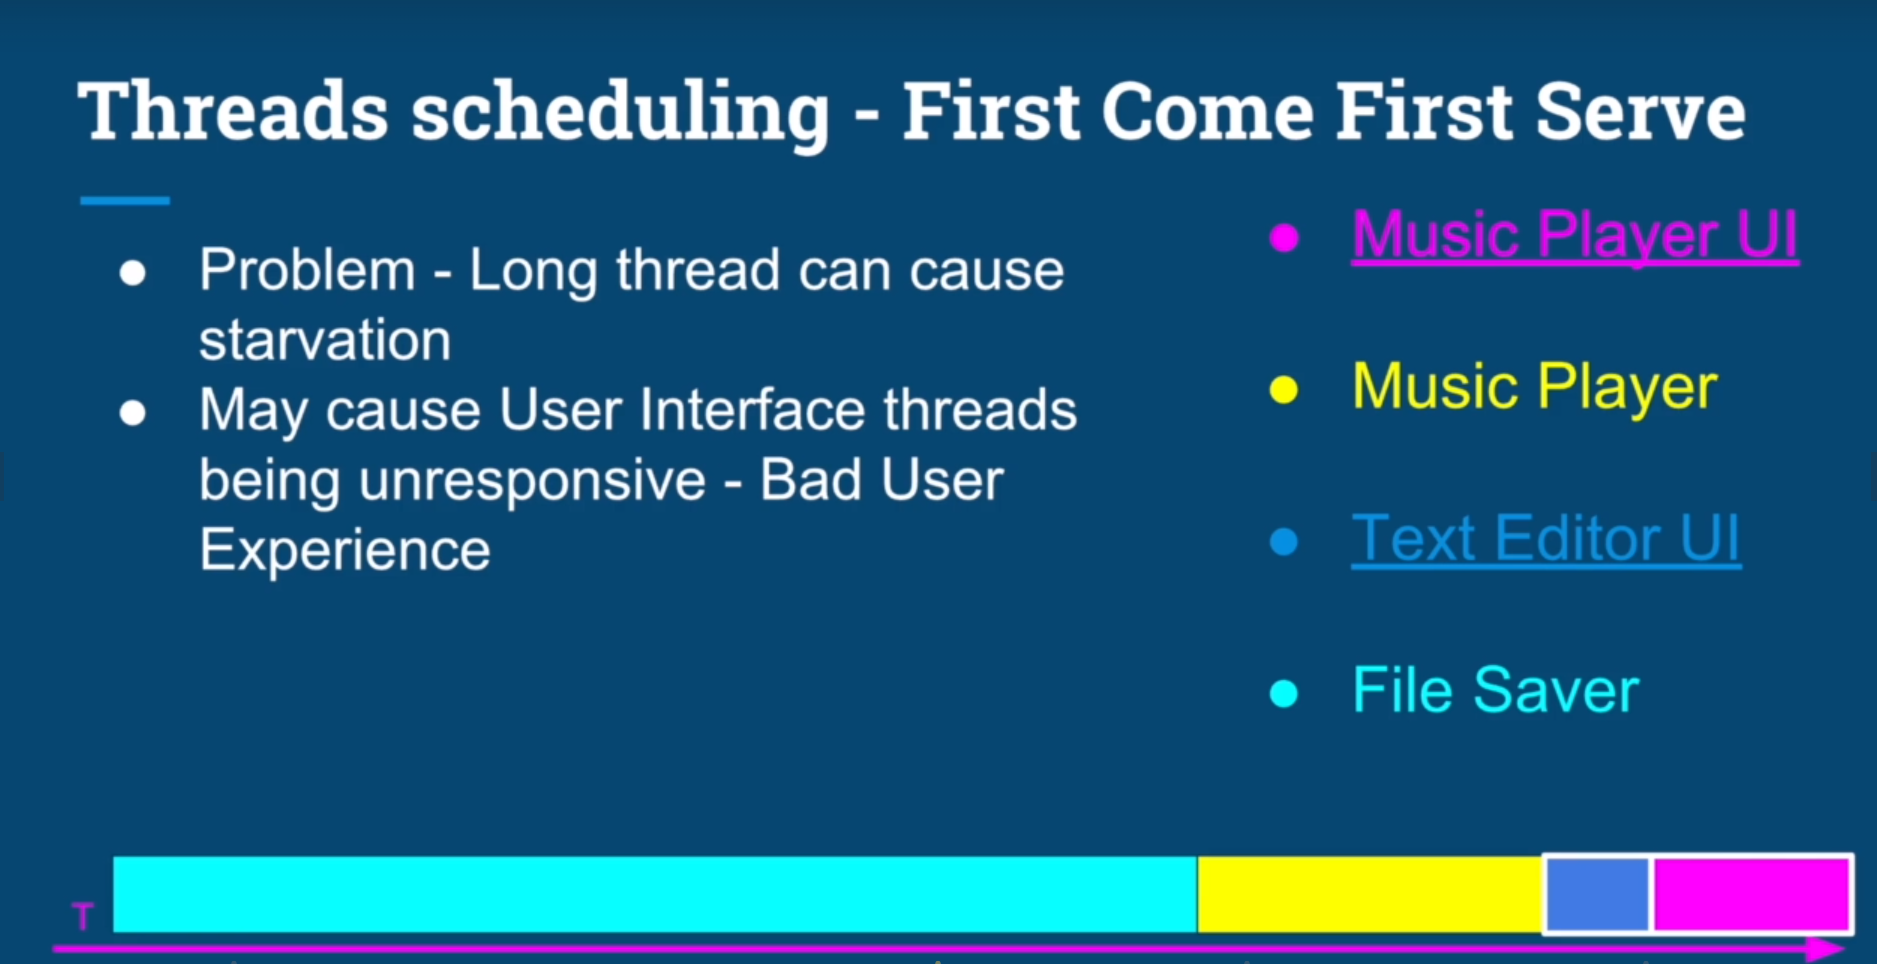 Threads scheduling - First Come First Serve
Problem - Long thread can cause
starvation
May cause User Interface threads
being unresponsive - Bad User
Experience
Music Player UI
Music Player
Text Editor UI
File Saver
T